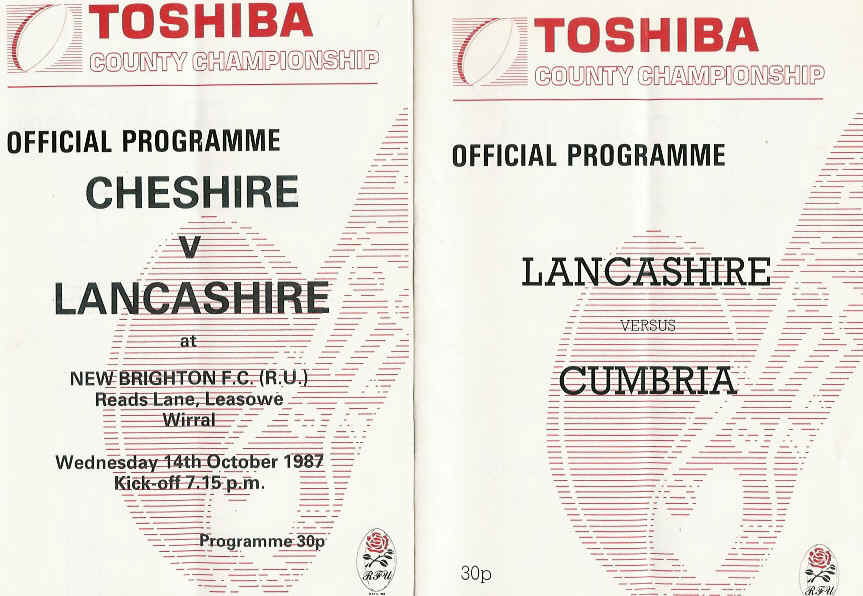 TOSHIBA
COUNTY CHAMPIONSHIP
OFFICIAL PROGRAMME
CHESHIRE
v
LANCASHIRE
at
NEW BRIGHTON F.C. (R.U.)
Reads Lane, Leasowe
Wirral
Wednesday 14th October 1987
Kick-off 7.15 p.m.
Programme 30p
RFU
TOSHIBA
COUNTY CHAMPIONSHIP
OFFICIAL PROGRAMME
LANCASHIRE
VERSUS
CUMBRIA
30p
RFU